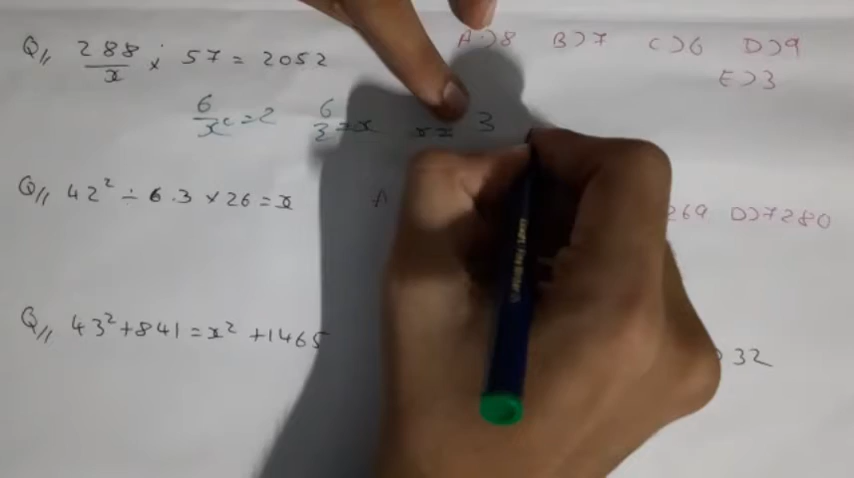 Q// 288/x × 57 = 2052 A)8 B)7 C)6 D)9
E)3
6/x = 2 6/2 = x x = 3
Q// 42² ÷ 6.3 × 26 = x A 269 D)7280
Q// 43² + 841 = x² + 1465 32